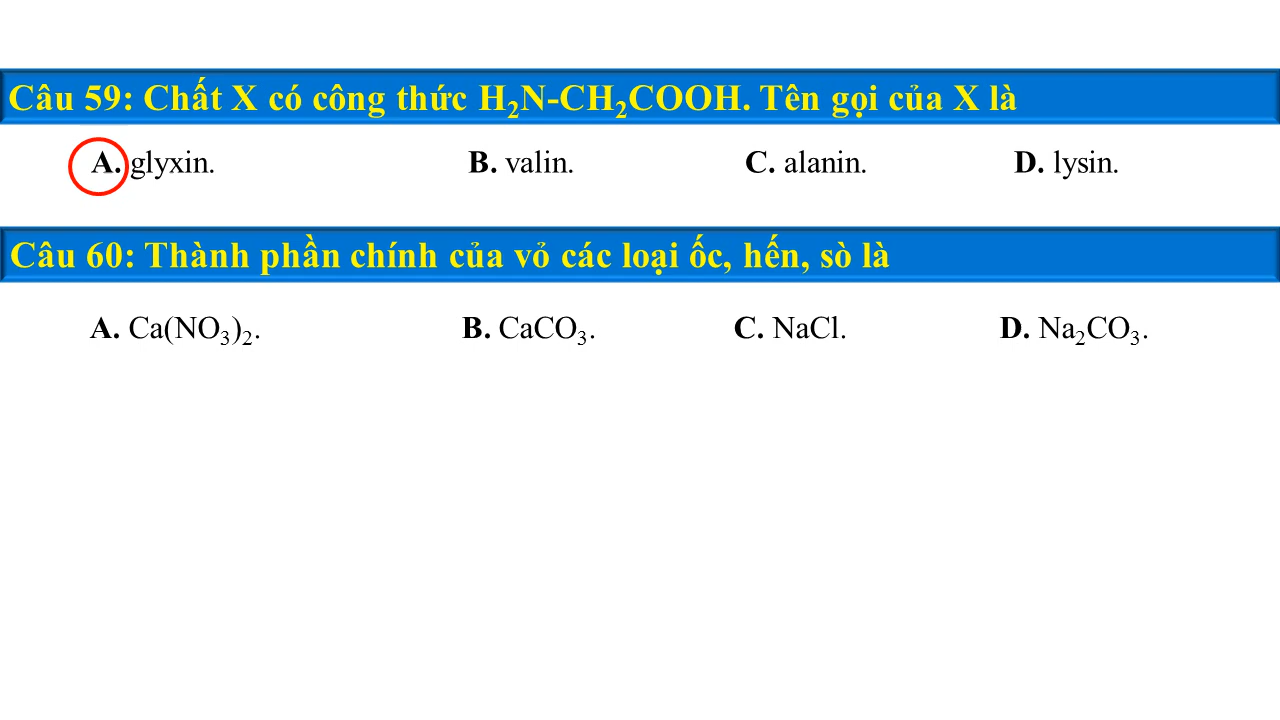 Câu 59: Chất X có công thức H₂N-CH₂COOH. Tên gọi của X là
A. glyxin. B. valin. C. alanin. D. lysin.
Câu 60: Thành phần chính của vỏ các loại ốc, hến, sò là
A. Ca(NO₃)₂. B. CaCO₃. C. NaCl. D. Na₂CO₃.